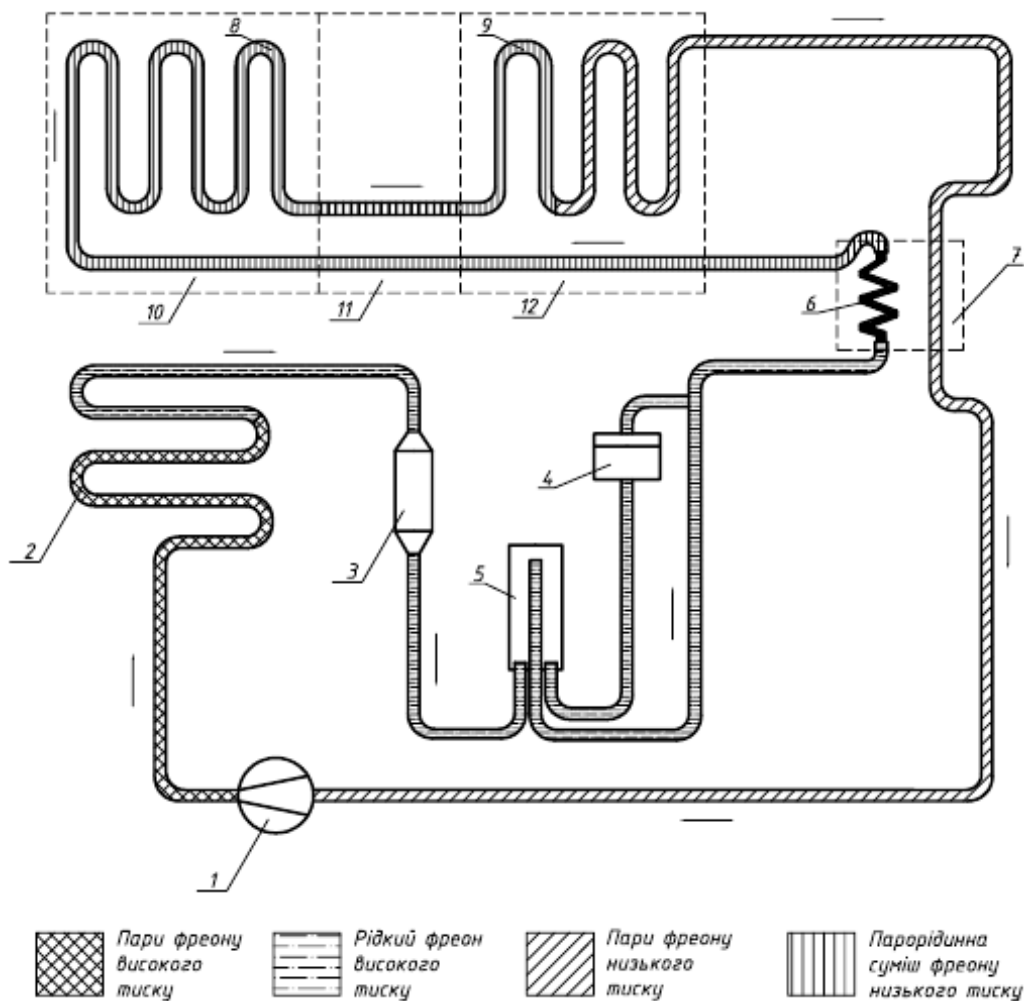 8
9
7
6
10
11
12
4
2
3
5
1
Пари фреону
високого
тиску
Рідкий фреон
високого
тиску
Пари фреону
низького
тиску
Парорідинна
суміш фреону
низького тиску